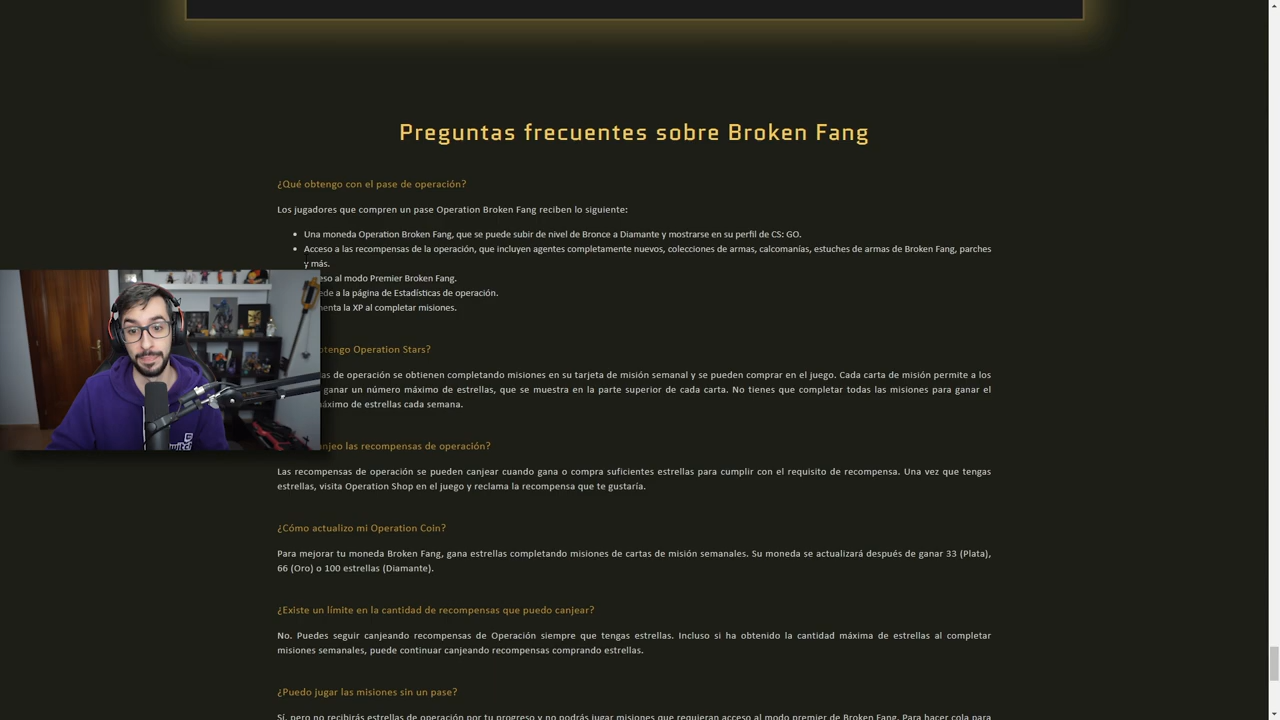 Preguntas frecuentes sobre Broken Fang
¿Qué obtengo con el pase de operación?
Los jugadores que compren un pase Operation Broken Fang reciben lo siguiente:
Una moneda Operation Broken Fang, que se puede subir de nivel de Bronce a Diamante y mostrarse en su perfil de CS: GO.
Acceso a las recompensas de la operación, que incluyen agentes completamente nuevos, colecciones de armas, calcomanías, estuches de armas de Broken Fang, parches
y más.
al modo Premier Broken Fang.
a la página de Estadísticas de operación.
la XP al completar misiones.
Operation Stars?
de operación se obtienen completando misiones en su tarjeta de misión semanal y se pueden comprar en el juego. Cada carta de misión permite a los
ganar un número máximo de estrellas, que se muestra en la parte superior de cada carta. No tienes que completar todas las misiones para ganar el
de estrellas cada semana.
las recompensas de operación?
Las recompensas de operación se pueden canjear cuando gana o compra suficientes estrellas para cumplir con el requisito de recompensa. Una vez que tengas
estrellas, visita Operation Shop en el juego y reclama la recompensa que te gustaría.
¿Cómo actualizo mi Operation Coin?
Para mejorar tu moneda Broken Fang, gana estrellas completando misiones de cartas de misión semanales. Su moneda se actualizará después de ganar 33 (Plata),
66 (Oro) o 100 estrellas (Diamante).
¿Existe un límite en la cantidad de recompensas que puedo canjear?
No. Puedes seguir canjeando recompensas de Operación siempre que tengas estrellas. Incluso si ha obtenido la cantidad máxima de estrellas al completar
misiones semanales, puede continuar canjeando recompensas comprando estrellas.
¿Puedo jugar las misiones sin un pase?
Sí, pero no recibirás estrellas de operación por tu progreso y no podrás jugar misiones que requieran acceso al modo premier de Broken Fang. Para hacer cola para